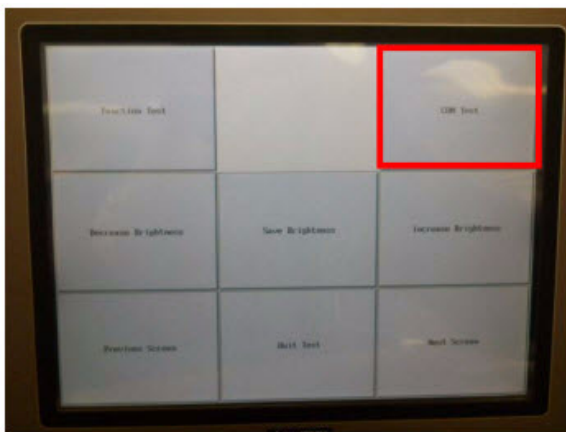 Function Test
COM Test
Decrease Brightness
Save Brightness
Increase Brightness
Previous Screen
Quit Test
Next Screen